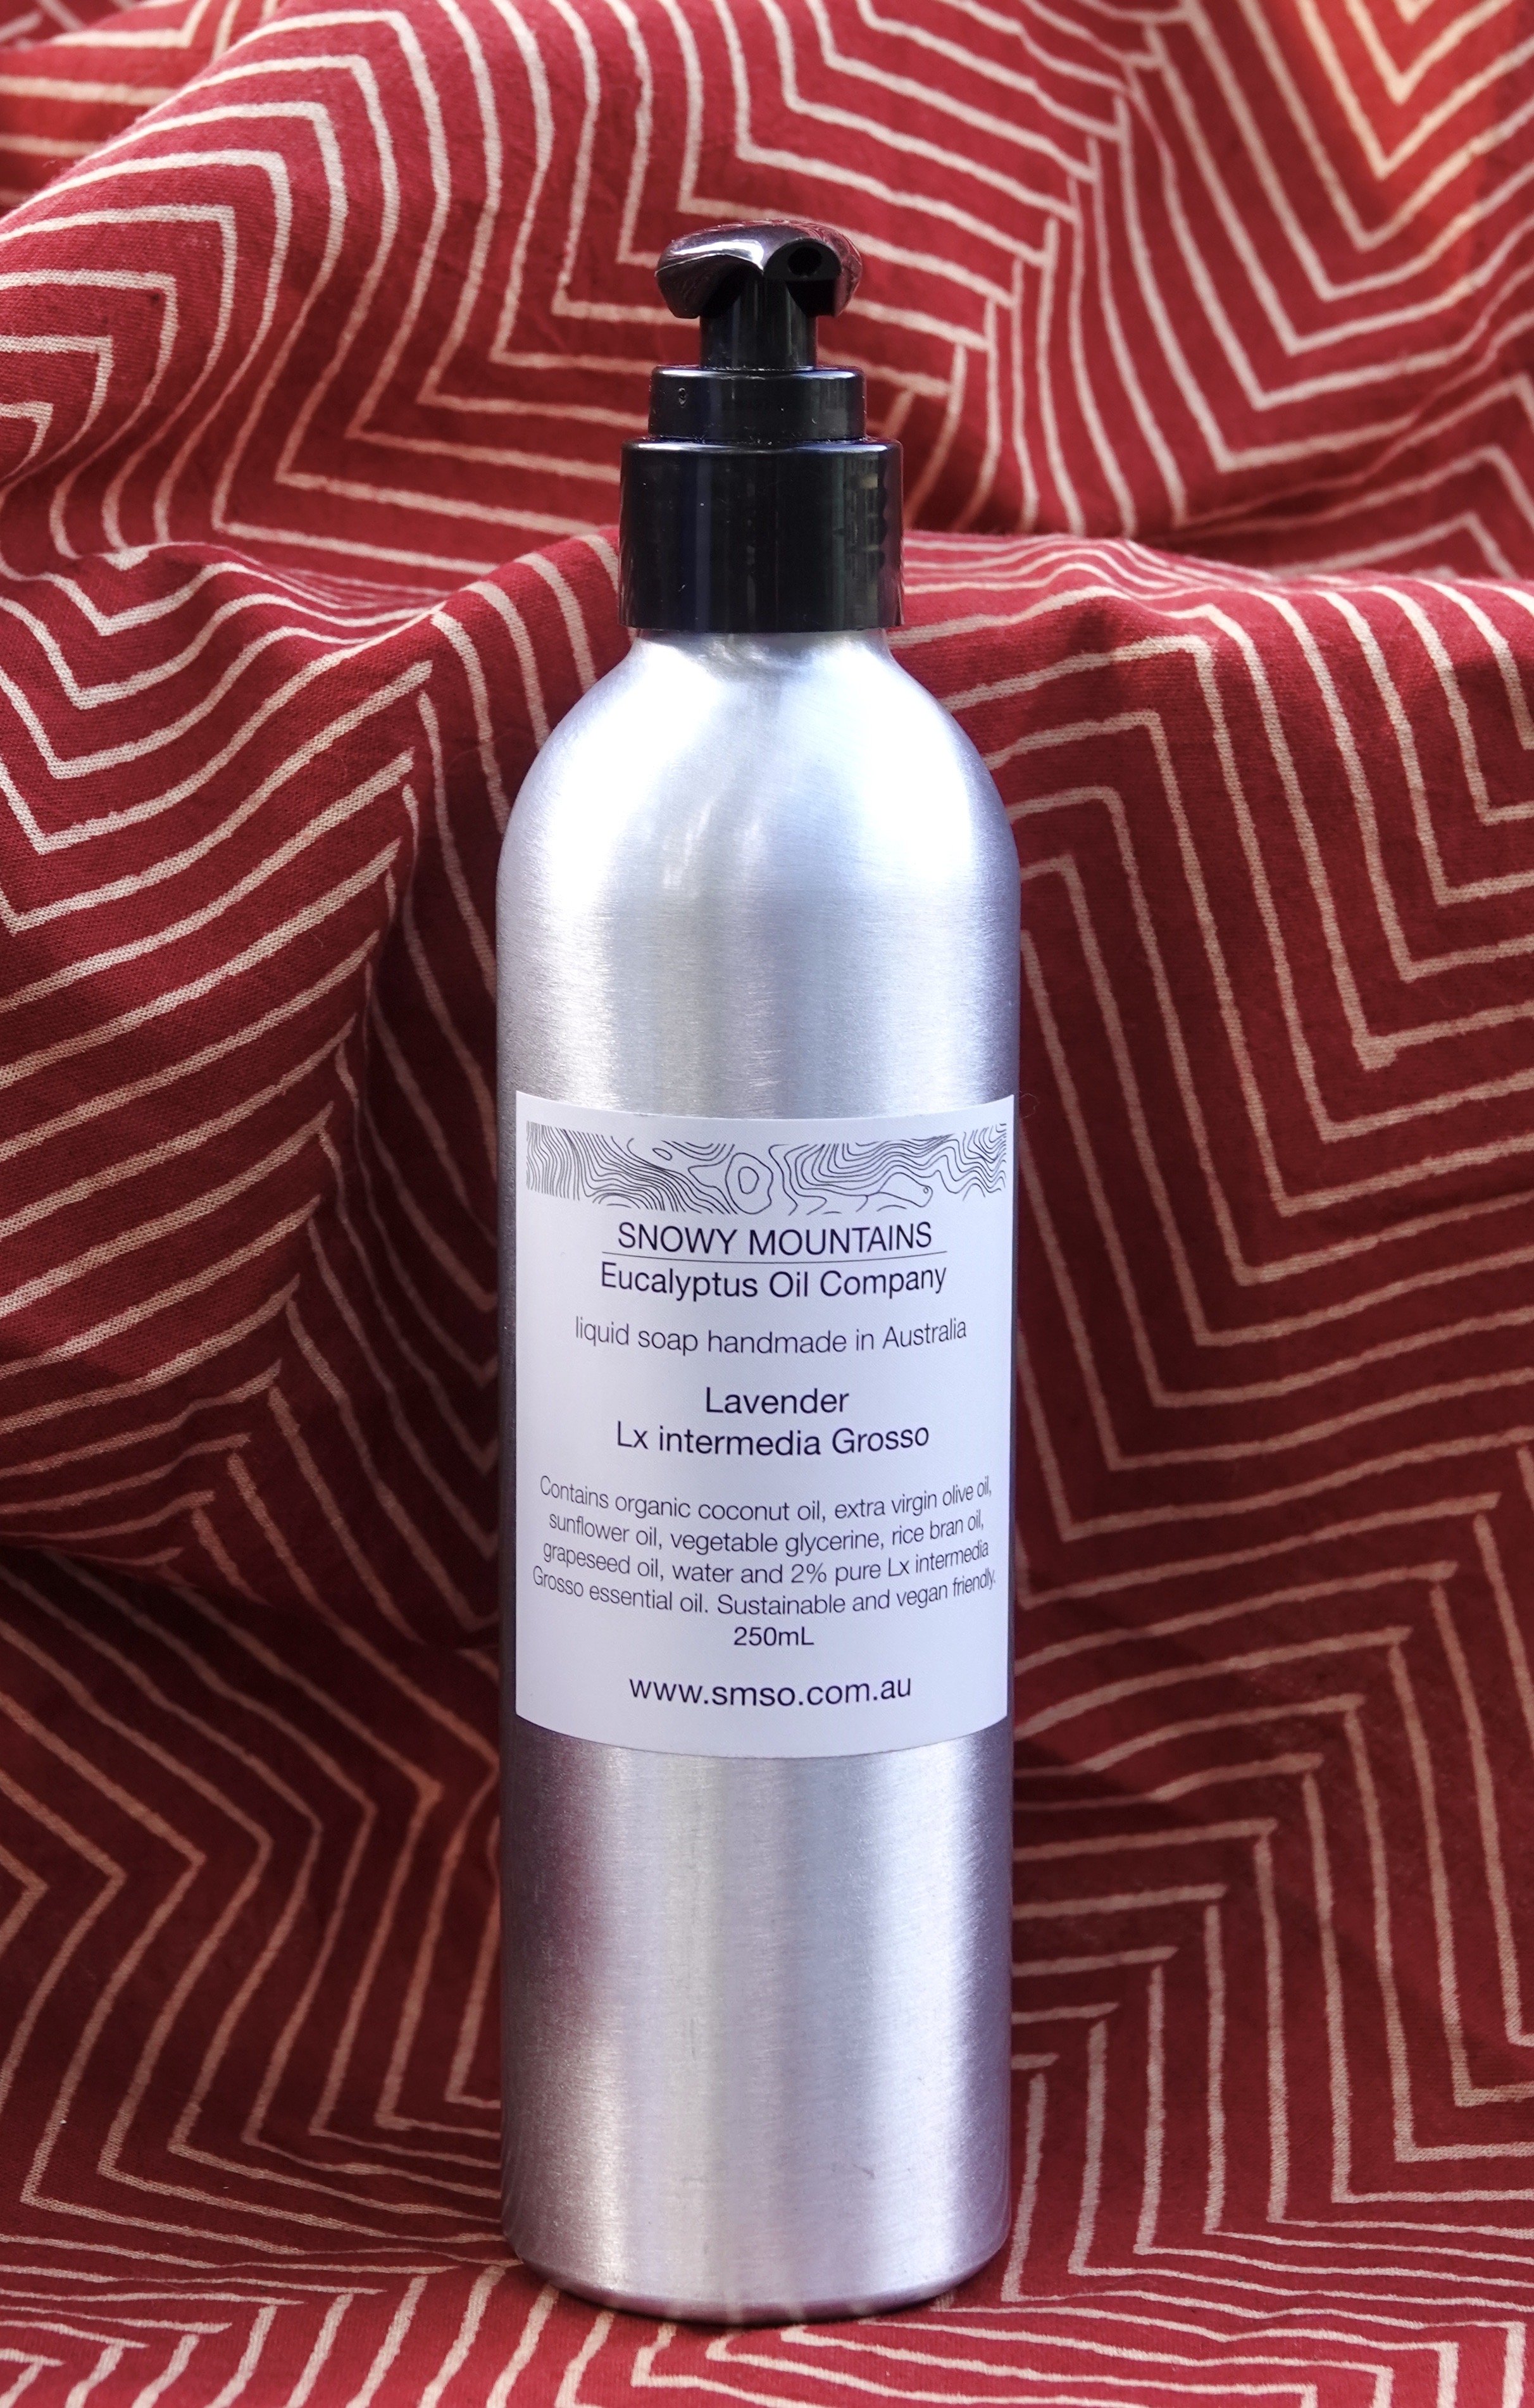 SNOWY MOUNTAINS
Eucalyptus Oil Company
liquid soap handmade in Australia
Lavender
Lx intermedia Grosso
Contains organic coconut oil, extra virgin olive oil,
sunflower oil, vegetable glycerine, rice bran oil,
grapeseed oil, water and 2% pure Lx intermedia
Grosso essential oil. Sustainable and vegan friendly.
250mL
www.smso.com.au